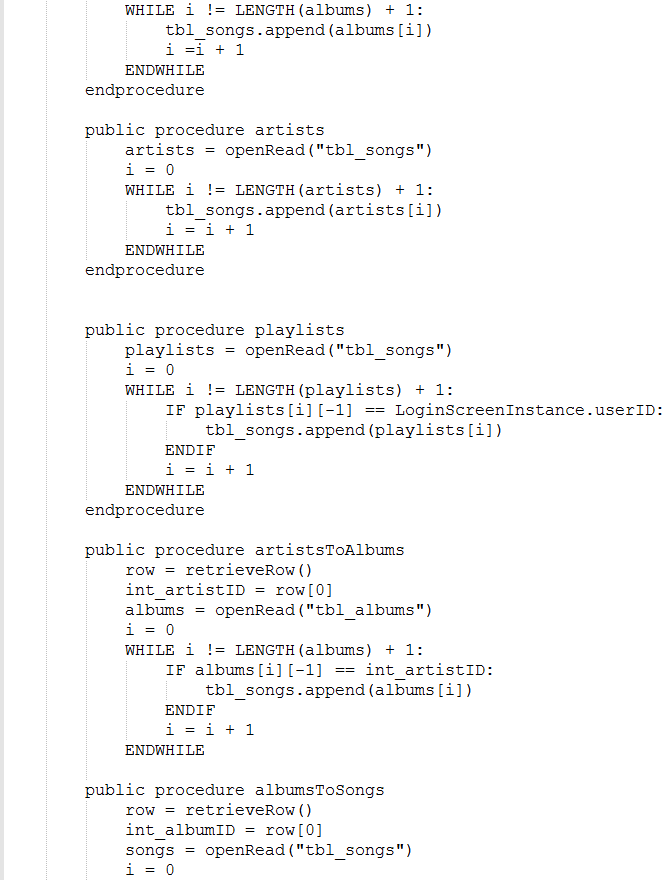 WHILE i != LENGTH(albums) + 1:
tbl_songs.append(albums[i])
i =i + 1
ENDWHILE
endprocedure
public procedure artists
artists = openRead("tbl_songs")
i = 0
WHILE i != LENGTH(artists) + 1:
tbl_songs.append(artists[i])
i = i + 1
ENDWHILE
endprocedure
public procedure playlists
playlists = openRead("tbl_songs")
i = 0
WHILE i != LENGTH(playlists) + 1:
IF playlists[i][-1] == LoginScreenInstance.userID:
tbl_songs.append(playlists[i])
ENDIF
i = i + 1
ENDWHILE
endprocedure
public procedure artistsToAlbums
row = retrieveRow()
int_artistID = row[0]
albums = openRead("tbl_albums")
i = 0
WHILE i != LENGTH(albums) + 1:
IF albums[i][-1] == int_artistID:
tbl_songs.append(albums[i])
ENDIF
i = i + 1
ENDWHILE
public procedure albumsToSongs
row = retrieveRow()
int_albumID = row[0]
songs = openRead("tbl_songs")
i = 0